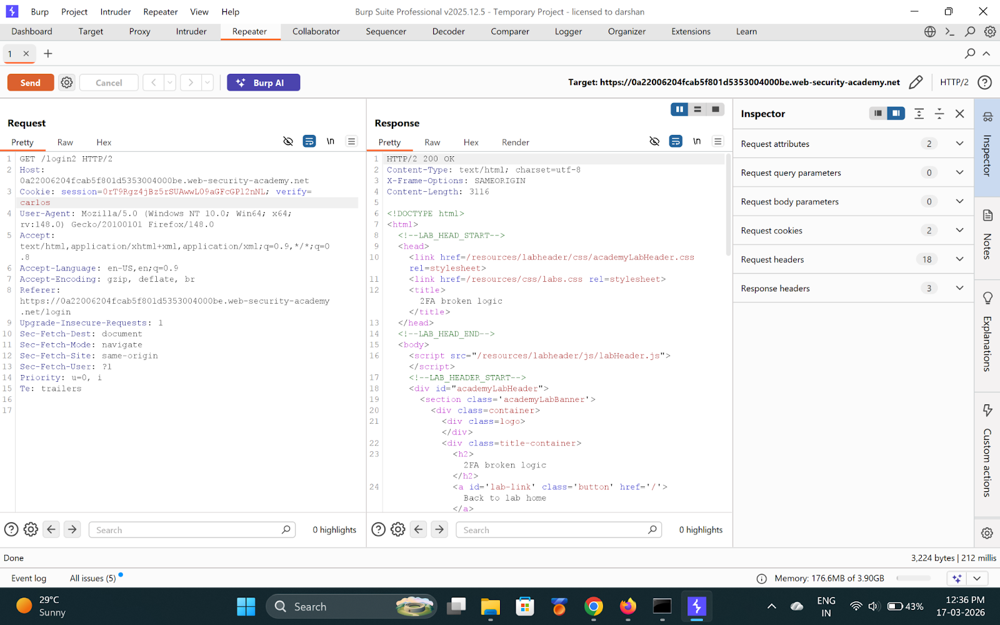 Burp Project Intruder Repeater View Help Burp Suite Professional v2025.12.5 - Temporary Project - licensed to darshan
Dashboard Target Proxy Intruder Repeater Collaborator Sequencer Decoder Comparer Logger Organizer Extensions Learn
1
Send Cancel Burp AI Target: https://0a22006204fcab5f801d5353004000be.web-security-academy.net HTTP/2
Request
Pretty Raw Hex
\n
1 GET /login2 HTTP/2
2 Host:
0a22006204fcab5f801d5353004000be.web-security-academy.net
3 Cookie: session=0rT9Rgz4jBz5rSUAwwLO9aGFcGPl2nNL; verify=
carlos
4 User-Agent: Mozilla/5.0 (Windows NT 10.0; Win64; x64;
rv:148.0) Gecko/20100101 Firefox/148.0
5 Accept:
text/html,application/xhtml+xml,application/xml;q=0.9,*/*;q=0
.8
6 Accept-Language: en-US,en;q=0.9
7 Accept-Encoding: gzip, deflate, br
8 Referer:
https://0a22006204fcab5f801d5353004000be.web-security-academy
.net/login
9 Upgrade-Insecure-Requests: 1
10 Sec-Fetch-Dest: document
11 Sec-Fetch-Mode: navigate
12 Sec-Fetch-Site: same-origin
13 Sec-Fetch-User: ?1
14 Priority: u=0, i
15 Te: trailers
16
17
Search 0 highlights
Response
Pretty Raw Hex Render
\n
1 HTTP/2 200 OK
2 Content-Type: text/html; charset=utf-8
3 X-Frame-Options: SAMEORIGIN
4 Content-Length: 3116
5
6 <!DOCTYPE html>
7 <html>
8 <!--LAB_HEAD_START-->
9 <head>
10 <link href=/resources/labheader/css/academyLabHeader.css
rel=stylesheet>
11 <link href=/resources/css/labs.css rel=stylesheet>
12 <title>
2FA broken logic
</title>
13 </head>
14 <!--LAB_HEAD_END-->
15 <body>
16 <script src="/resources/labheader/js/labHeader.js">
</script>
17 <!--LAB_HEADER_START-->
18 <div id="academyLabHeader">
19 <section class='academyLabBanner'>
20 <div class=container>
21 <div class=logo>
</div>
22 <div class=title-container>
23 <h2>
2FA broken logic
</h2>
24 <a id='lab-link' class='button' href='/'>
Back to lab home
</a>
Search 0 highlights
Inspector
Request attributes 2
Request query parameters 0
Request body parameters 0
Request cookies 2
Request headers 18
Response headers 3
Inspector
Notes
Explanations
Custom actions
Done 3,224 bytes | 212 millis
Event log All issues (5) Memory: 176.6MB of 3.90GB
29°C
Sunny
Search
ENG
IN
43%
12:36 PM
17-03-2026